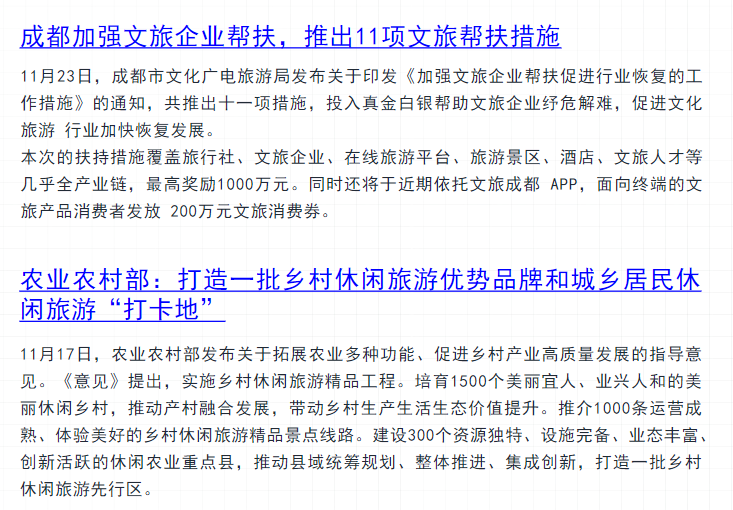 成都加强文旅企业帮扶，推出11项文旅帮扶措施
11月23日，成都市文化广电旅游局发布关于印发《加强文旅企业帮扶促进行业恢复的工
作措施》的通知，共推出十一项措施，投入真金白银帮助文旅企业纾危解难，促进文化
旅游 行业加快恢复发展。
本次的扶持措施覆盖旅行社、文旅企业、在线旅游平台、旅游景区、酒店、文旅人才等
几乎全产业链，最高奖励1000万元。同时还将于近期依托文旅成都 APP，面向终端的文
旅产品消费者发放 200万元文旅消费券。
农业农村部：打造一批乡村休闲旅游优势品牌和城乡居民休
闲旅游“打卡地”
11月17日，农业农村部发布关于拓展农业多种功能、促进乡村产业高质量发展的指导意
见。《意见》提出，实施乡村休闲旅游精品工程。培育1500个美丽宜人、业兴人和的美
丽休闲乡村，推动产村融合发展，带动乡村生产生活生态价值提升。推介1000条运营成
熟、体验美好的乡村休闲旅游精品景点线路。建设300个资源独特、设施完备、业态丰富、
创新活跃的休闲农业重点县，推动县域统筹规划、整体推进、集成创新，打造一批乡村
休闲旅游先行区。